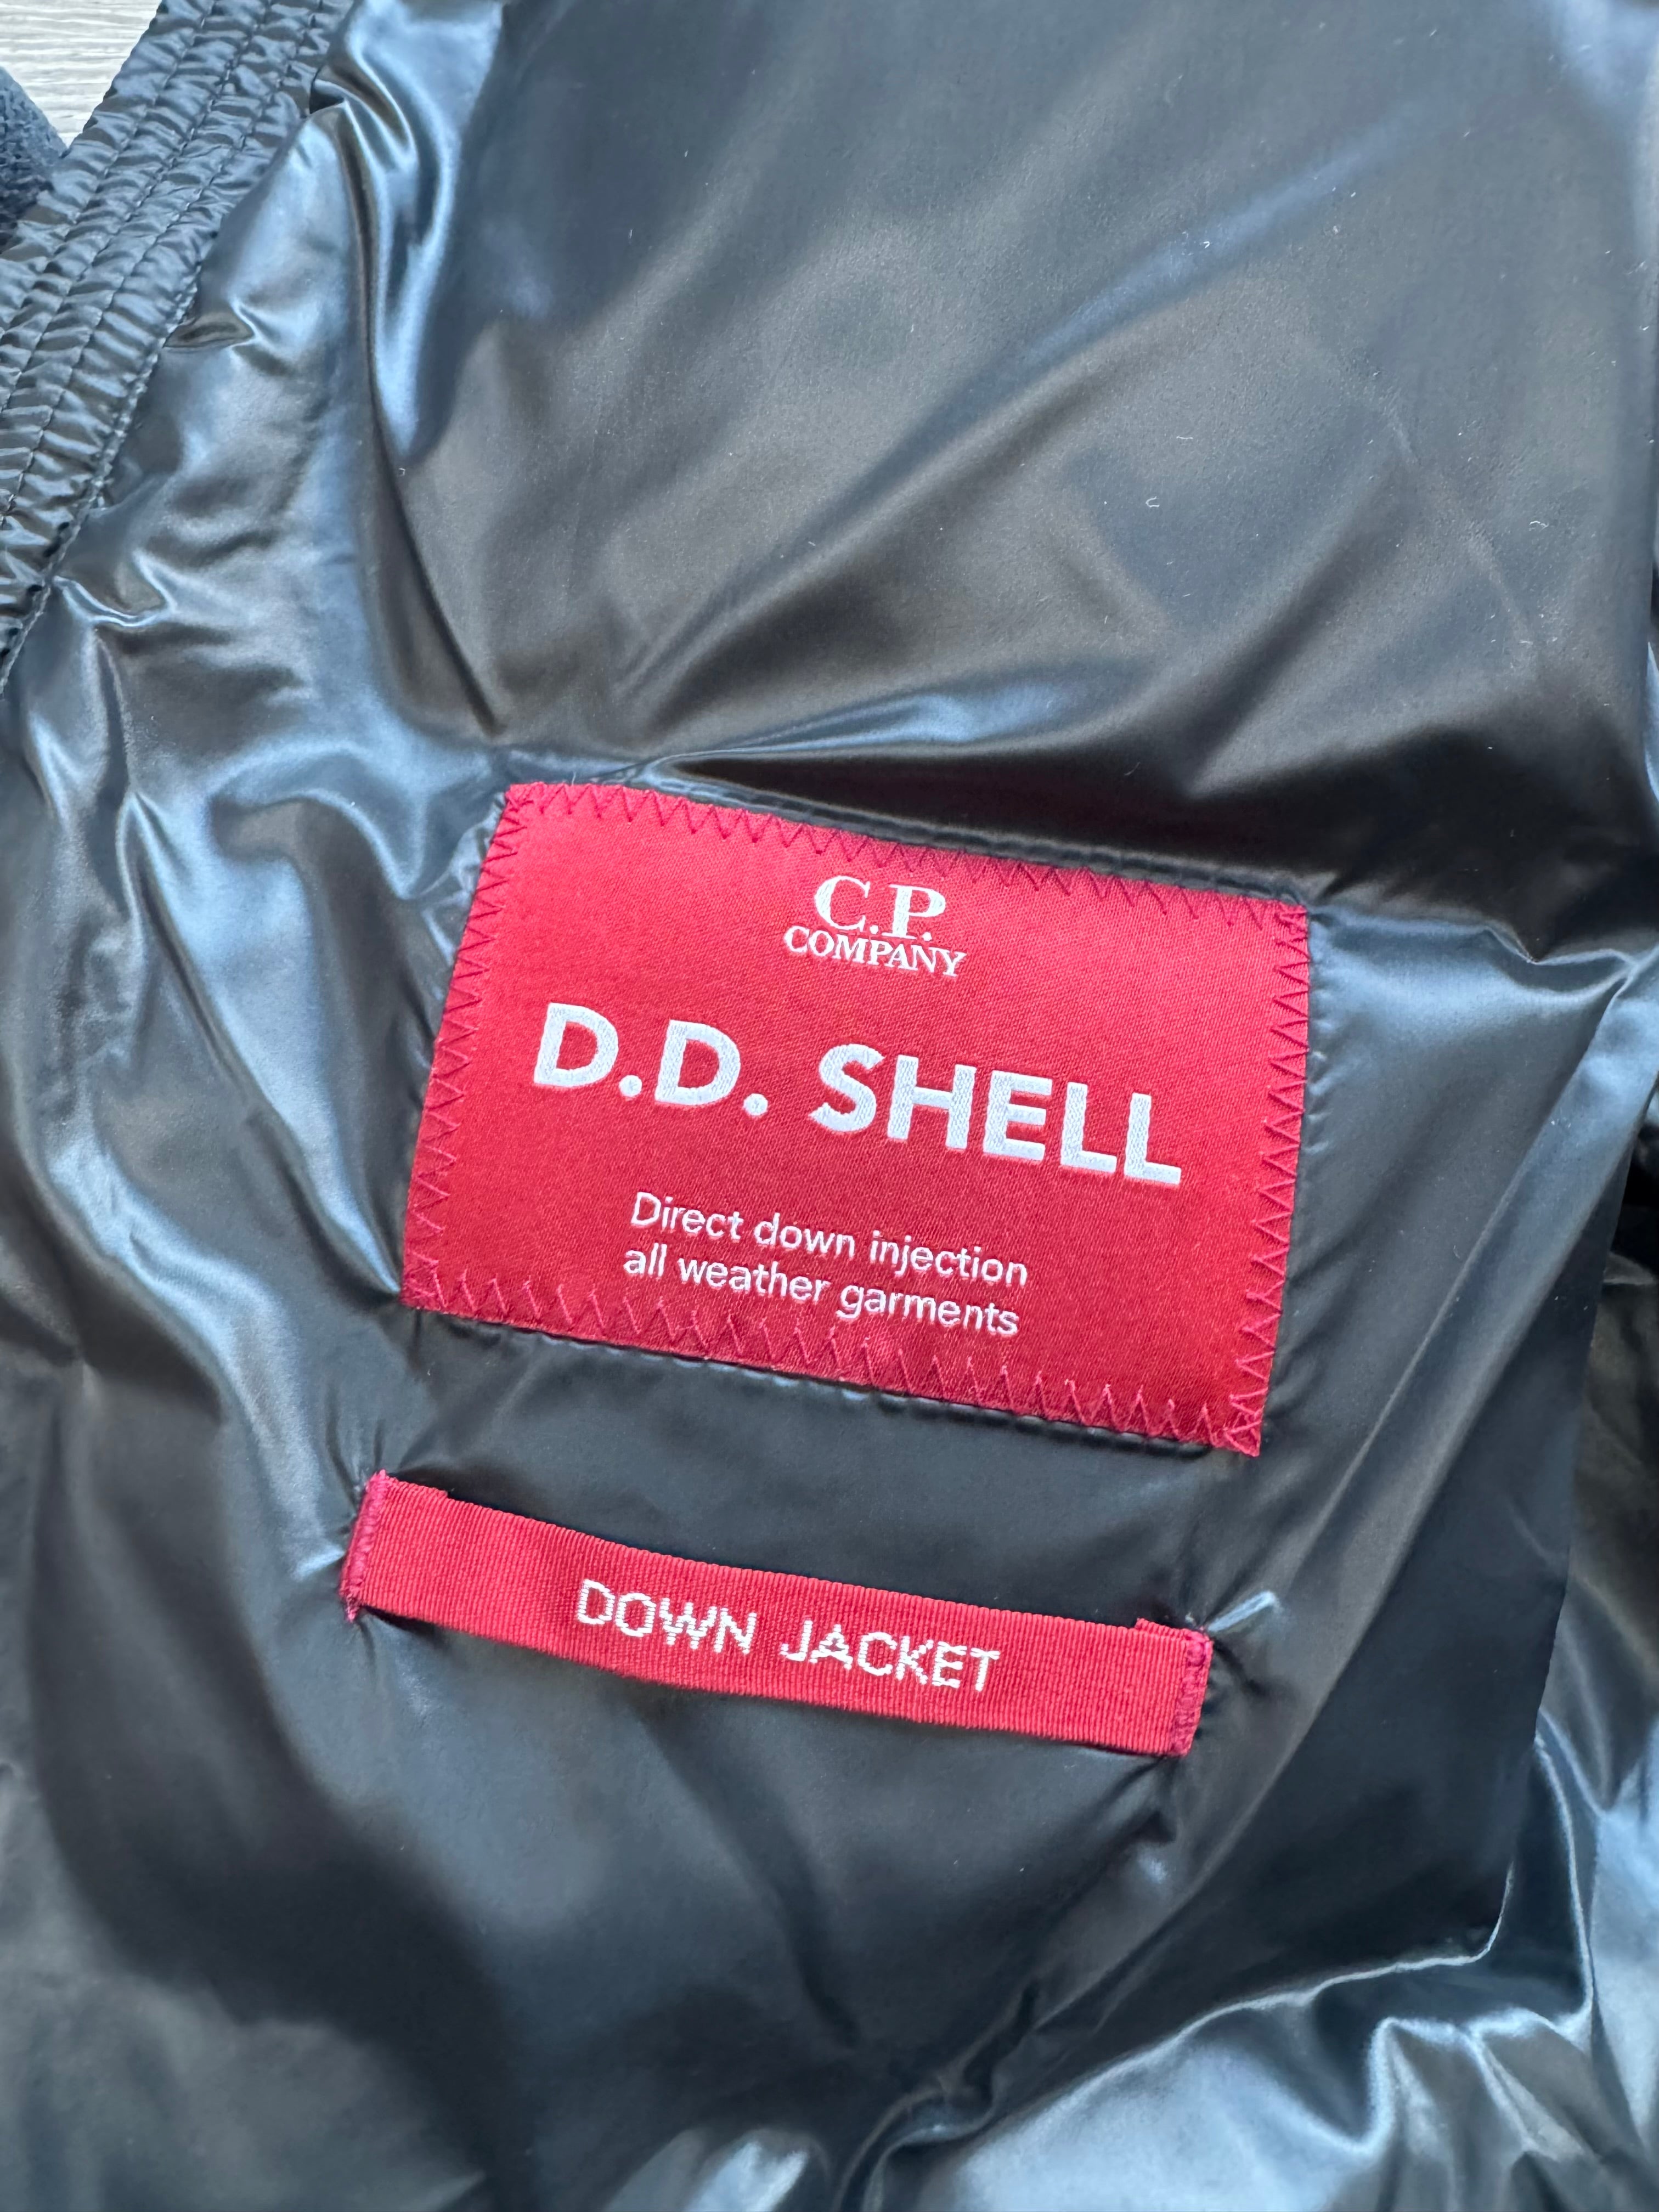 C.P.
COMPANY
D.D. SHELL
Direct down injection
all weather garments
DOWN JACKET